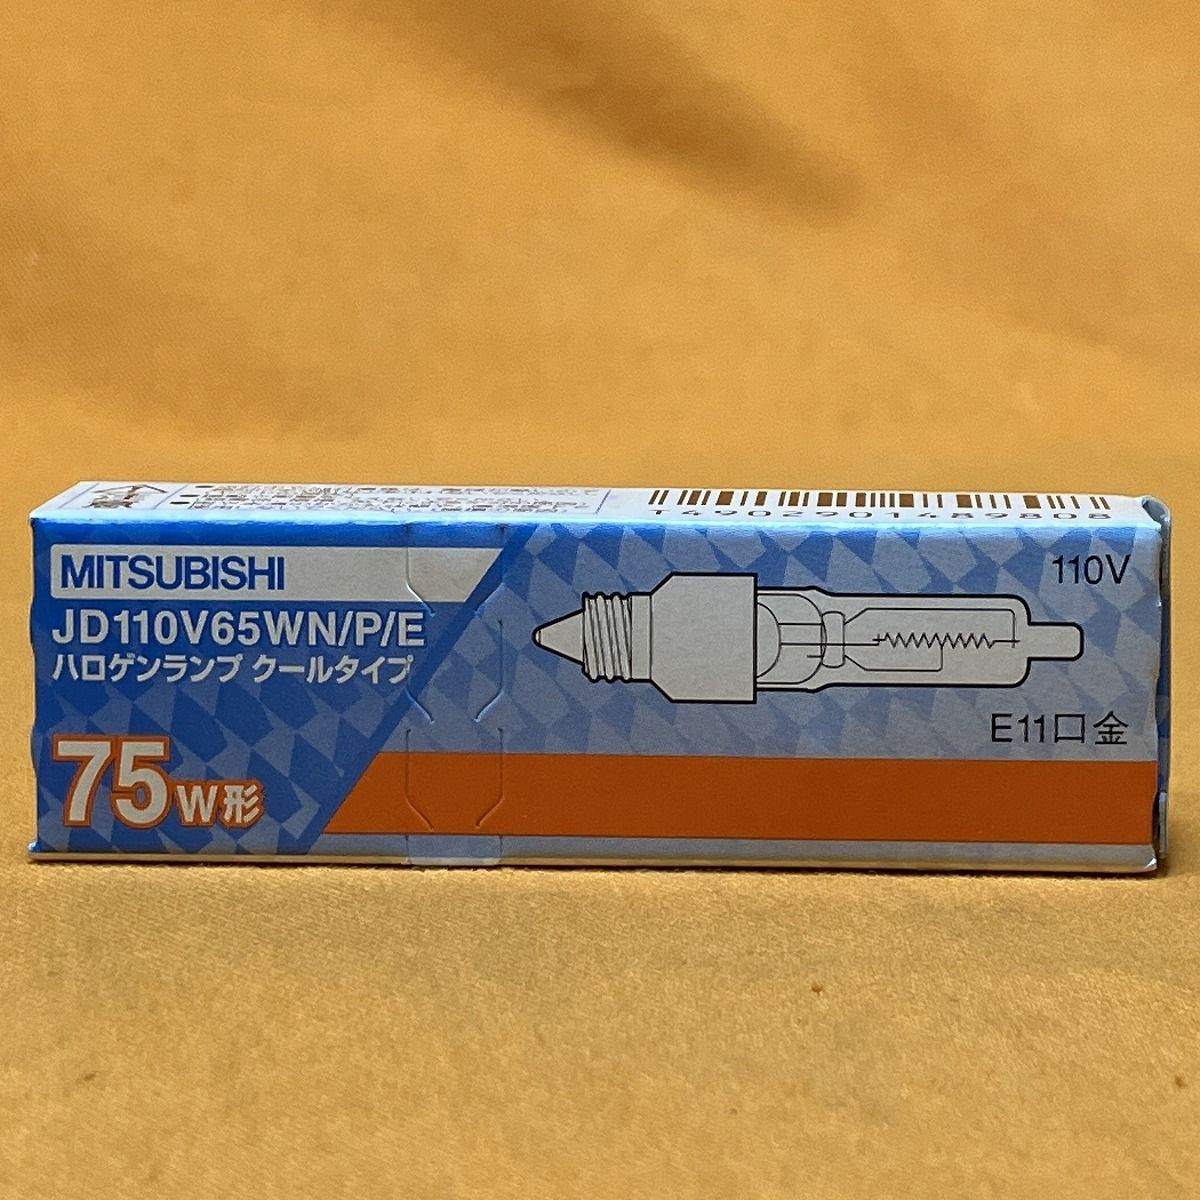 T4902901489808
MITSUBISHI
JD110V65WN/P/E
ハロゲンランプ クールタイプ
75W形
110V
E11口金